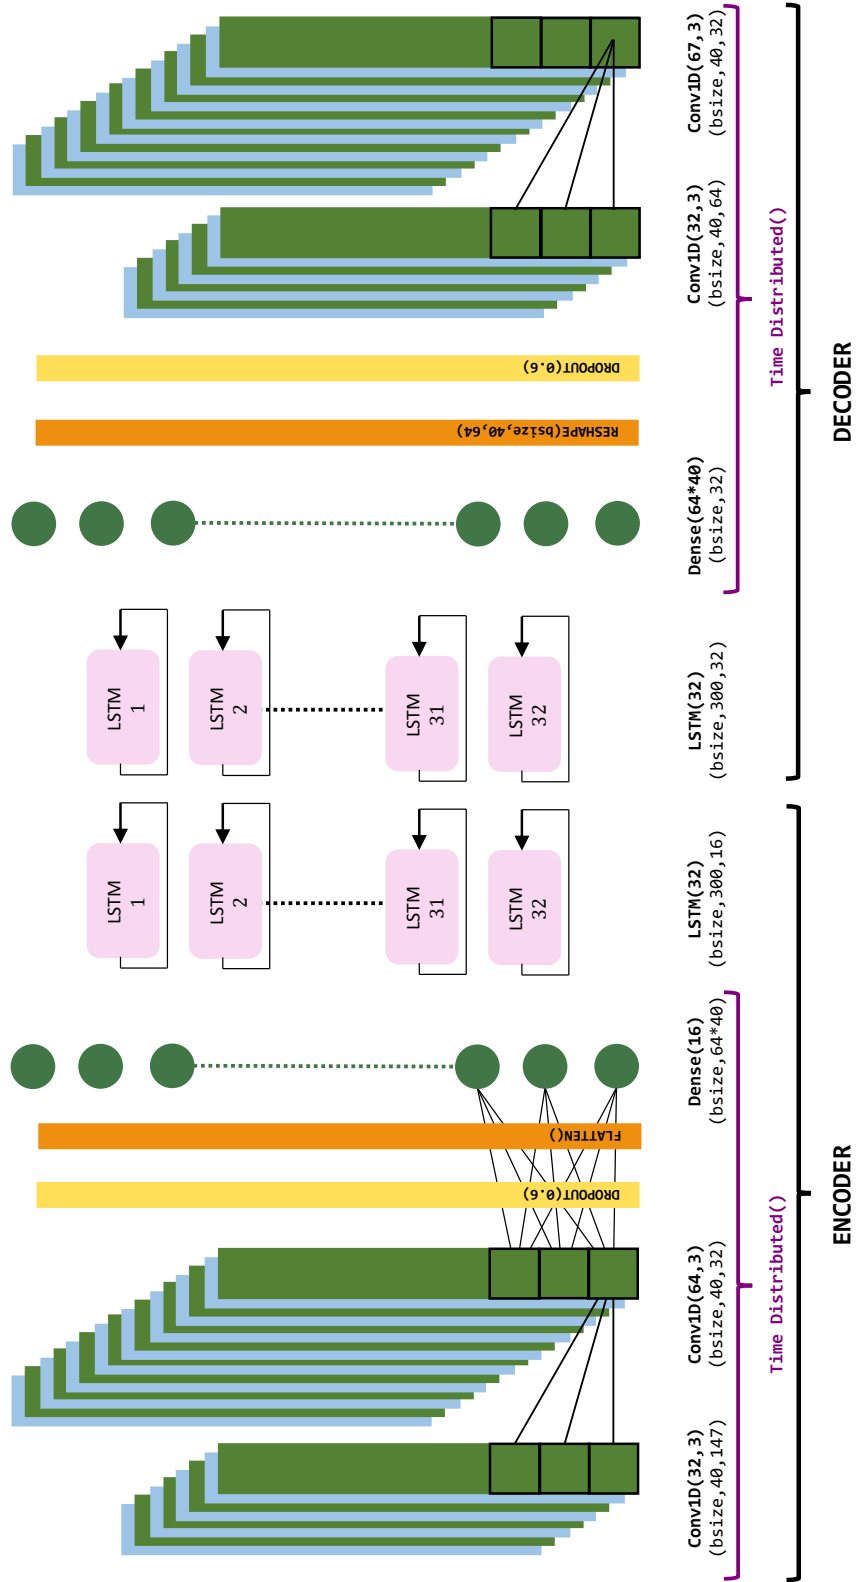 LSTM
1
LSTM
2
LSTM
31
LSTM
32
LSTM
1
LSTM
2
LSTM
31
LSTM
32
DROPOUT(0.6)
FLATTEN()
RESHAPE(bsize,40,64)
DROPOUT(0.6)
Conv1D(32,3)
(bsize,40,147)
Conv1D(64,3)
(bsize,40,32)
Dense(16)
(bsize,64*40)
LSTM(32)
(bsize,300,16)
LSTM(32)
(bsize,300,32)
Dense(64*40)
(bsize,32)
Conv1D(32,3)
(bsize,40,64)
Conv1D(67,3)
(bsize,40,32)
Time Distributed()
Time Distributed()
ENCODER
DECODER